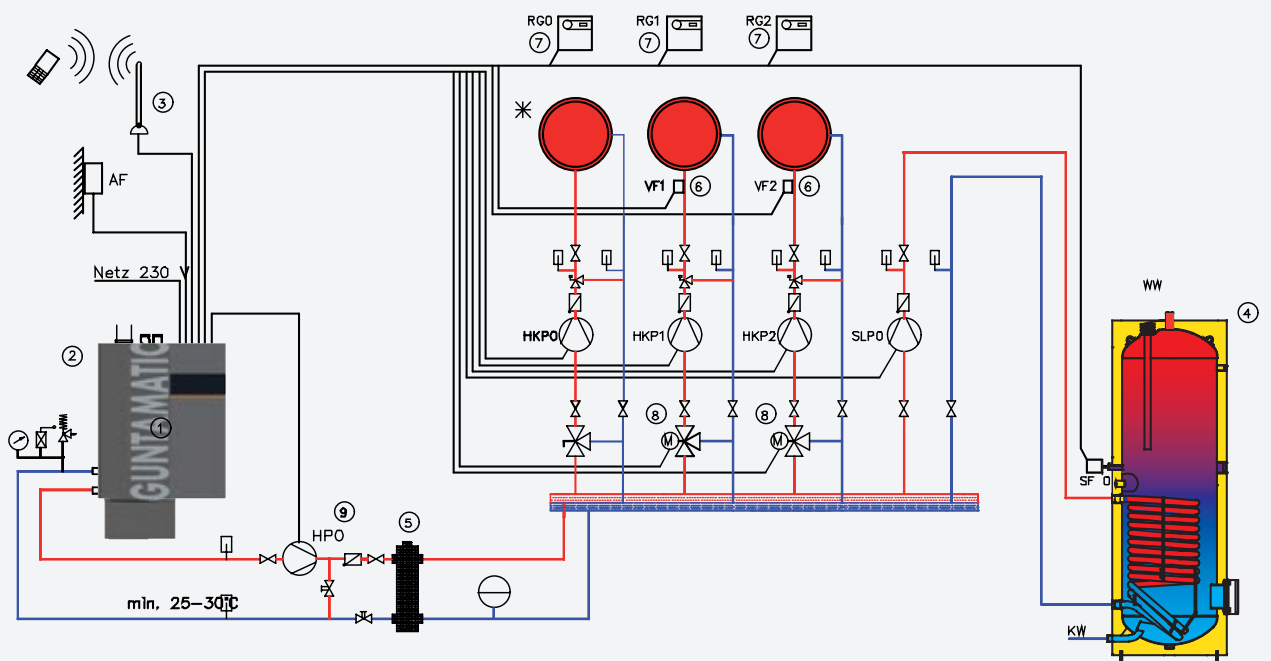 RG0
RG1
RG2
7
7
7
3
AF
VF1
6
VF2
6
Netz 230
WW
4
HKP0
HKP1
HKP2
SLP0
2
8
8
M
M
1
GUNTAMATIC
SF 0
9
HP0
5
min. 25-30°C
KW